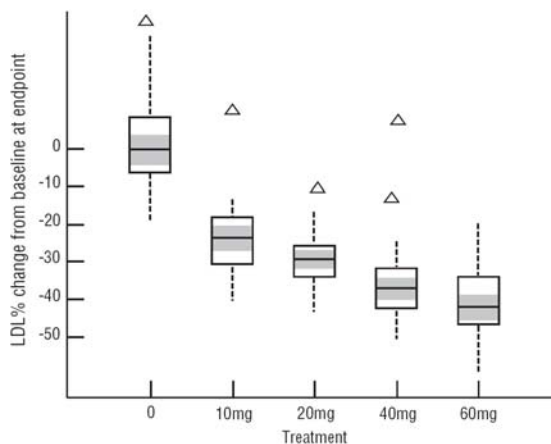 LDL% change from baseline at endpoint
0
-10
-20
-30
-40
-50
0 10mg 20mg 40mg 60mg
Treatment